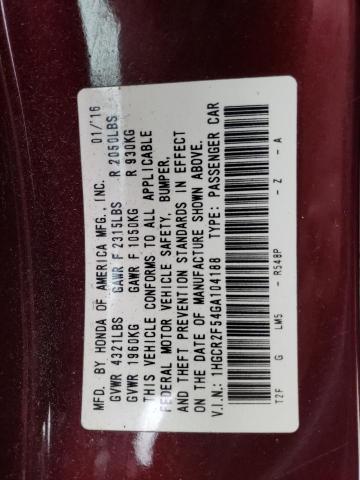 MFD. BY HONDA OF AMERICA MFG., INC. 01/'16
GVWR 4321LBS GAWR F 2315LBS R 2050LBS
GVWR 1960KG GAWR F 1050KG R 930KG
THIS VEHICLE CONFORMS TO ALL APPLICABLE
FEDERAL MOTOR VEHICLE SAFETY, BUMPER,
AND THEFT PREVENTION STANDARDS IN EFFECT
ON THE DATE OF MANUFACTURE SHOWN ABOVE.
V.I.N.: 1HGCR2F54GA104188 TYPE: PASSENGER CAR
T2F G LM5 - R548P - Z - A